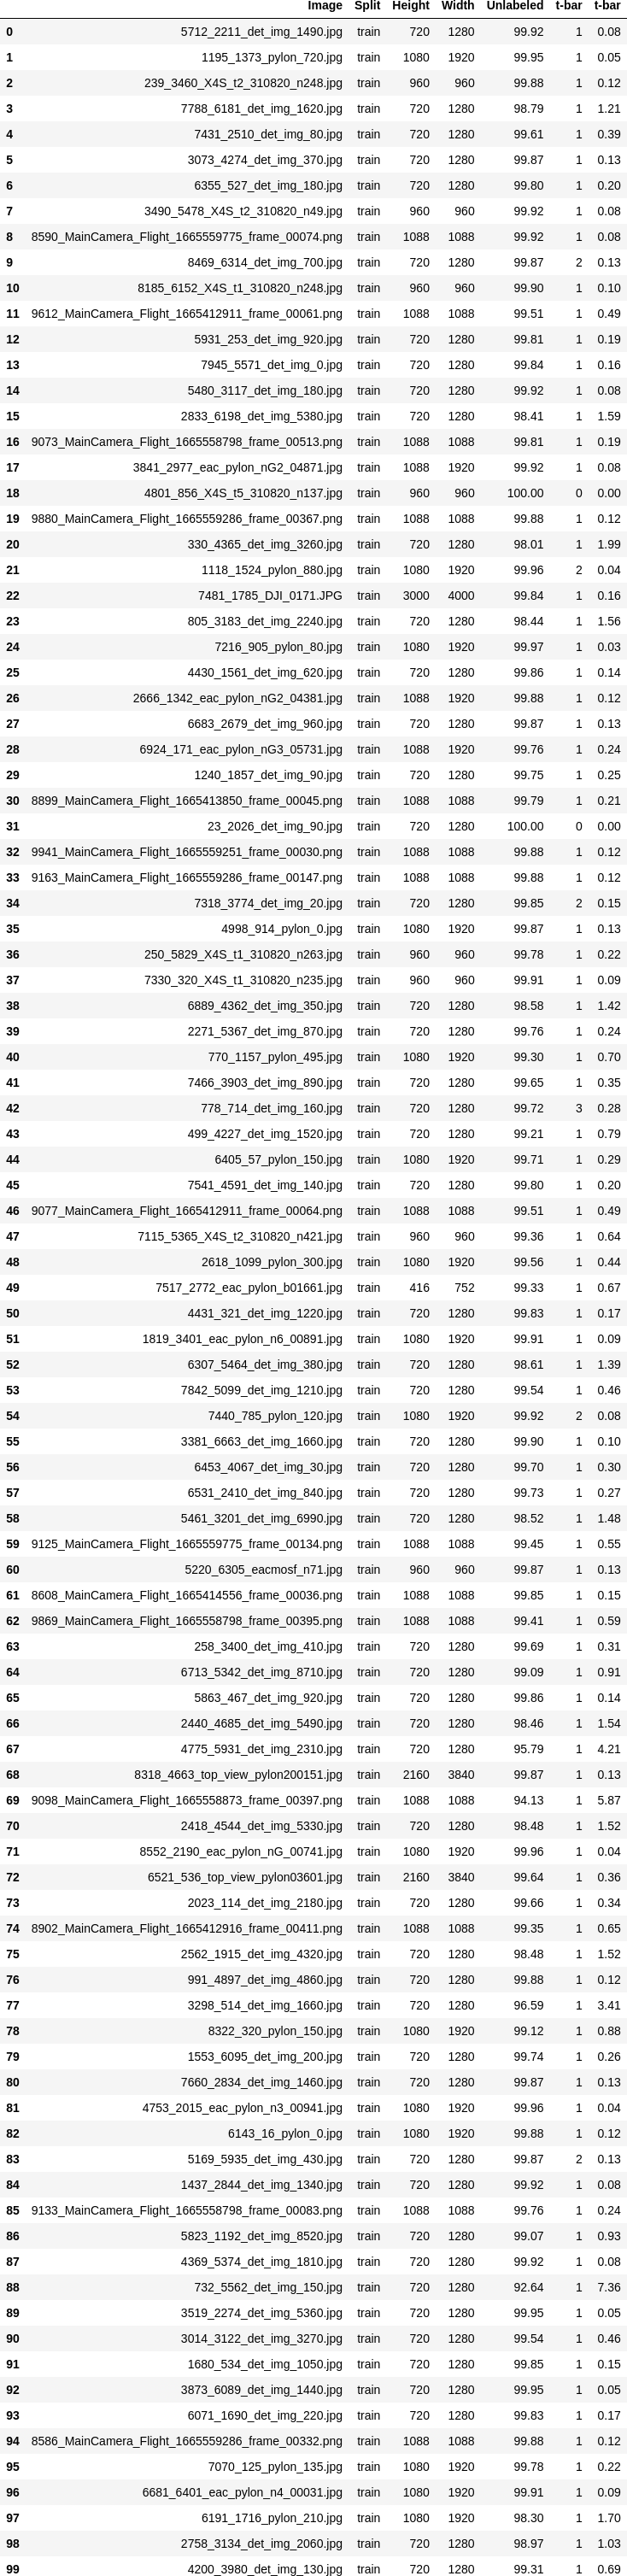 Image Split Height Width Unlabeled t-bar t-bar
0 5712_2211_det_img_1490.jpg train 720 1280 99.92 1 0.08
1 1195_1373_pylon_720.jpg train 1080 1920 99.95 1 0.05
2 239_3460_X4S_t2_310820_n248.jpg train 960 960 99.88 1 0.12
3 7788_6181_det_img_1620.jpg train 720 1280 98.79 1 1.21
4 7431_2510_det_img_80.jpg train 720 1280 99.61 1 0.39
5 3073_4274_det_img_370.jpg train 720 1280 99.87 1 0.13
6 6355_527_det_img_180.jpg train 720 1280 99.80 1 0.20
7 3490_5478_X4S_t2_310820_n49.jpg train 960 960 99.92 1 0.08
8 8590_MainCamera_Flight_1665559775_frame_00074.png train 1088 1088 99.92 1 0.08
9 8469_6314_det_img_700.jpg train 720 1280 99.87 2 0.13
10 8185_6152_X4S_t1_310820_n248.jpg train 960 960 99.90 1 0.10
11 9612_MainCamera_Flight_1665412911_frame_00061.png train 1088 1088 99.51 1 0.49
12 5931_253_det_img_920.jpg train 720 1280 99.81 1 0.19
13 7945_5571_det_img_0.jpg train 720 1280 99.84 1 0.16
14 5480_3117_det_img_180.jpg train 720 1280 99.92 1 0.08
15 2833_6198_det_img_5380.jpg train 720 1280 98.41 1 1.59
16 9073_MainCamera_Flight_1665558798_frame_00513.png train 1088 1088 99.81 1 0.19
17 3841_2977_eac_pylon_nG2_04871.jpg train 1088 1920 99.92 1 0.08
18 4801_856_X4S_t5_310820_n137.jpg train 960 960 100.00 0 0.00
19 9880_MainCamera_Flight_1665559286_frame_00367.png train 1088 1088 99.88 1 0.12
20 330_4365_det_img_3260.jpg train 720 1280 98.01 1 1.99
21 1118_1524_pylon_880.jpg train 1080 1920 99.96 2 0.04
22 7481_1785_DJI_0171.JPG train 3000 4000 99.84 1 0.16
23 805_3183_det_img_2240.jpg train 720 1280 98.44 1 1.56
24 7216_905_pylon_80.jpg train 1080 1920 99.97 1 0.03
25 4430_1561_det_img_620.jpg train 720 1280 99.86 1 0.14
26 2666_1342_eac_pylon_nG2_04381.jpg train 1088 1920 99.88 1 0.12
27 6683_2679_det_img_960.jpg train 720 1280 99.87 1 0.13
28 6924_171_eac_pylon_nG3_05731.jpg train 1088 1920 99.76 1 0.24
29 1240_1857_det_img_90.jpg train 720 1280 99.75 1 0.25
30 8899_MainCamera_Flight_1665413850_frame_00045.png train 1088 1088 99.79 1 0.21
31 23_2026_det_img_90.jpg train 720 1280 100.00 0 0.00
32 9941_MainCamera_Flight_1665559251_frame_00030.png train 1088 1088 99.88 1 0.12
33 9163_MainCamera_Flight_1665559286_frame_00147.png train 1088 1088 99.88 1 0.12
34 7318_3774_det_img_20.jpg train 720 1280 99.85 2 0.15
35 4998_914_pylon_0.jpg train 1080 1920 99.87 1 0.13
36 250_5829_X4S_t1_310820_n263.jpg train 960 960 99.78 1 0.22
37 7330_320_X4S_t1_310820_n235.jpg train 960 960 99.91 1 0.09
38 6889_4362_det_img_350.jpg train 720 1280 98.58 1 1.42
39 2271_5367_det_img_870.jpg train 720 1280 99.76 1 0.24
40 770_1157_pylon_495.jpg train 1080 1920 99.30 1 0.70
41 7466_3903_det_img_890.jpg train 720 1280 99.65 1 0.35
42 778_714_det_img_160.jpg train 720 1280 99.72 3 0.28
43 499_4227_det_img_1520.jpg train 720 1280 99.21 1 0.79
44 6405_57_pylon_150.jpg train 1080 1920 99.71 1 0.29
45 7541_4591_det_img_140.jpg train 720 1280 99.80 1 0.20
46 9077_MainCamera_Flight_1665412911_frame_00064.png train 1088 1088 99.51 1 0.49
47 7115_5365_X4S_t2_310820_n421.jpg train 960 960 99.36 1 0.64
48 2618_1099_pylon_300.jpg train 1080 1920 99.56 1 0.44
49 7517_2772_eac_pylon_b01661.jpg train 416 752 99.33 1 0.67
50 4431_321_det_img_1220.jpg train 720 1280 99.83 1 0.17
51 1819_3401_eac_pylon_n6_00891.jpg train 1080 1920 99.91 1 0.09
52 6307_5464_det_img_380.jpg train 720 1280 98.61 1 1.39
53 7842_5099_det_img_1210.jpg train 720 1280 99.54 1 0.46
54 7440_785_pylon_120.jpg train 1080 1920 99.92 2 0.08
55 3381_6663_det_img_1660.jpg train 720 1280 99.90 1 0.10
56 6453_4067_det_img_30.jpg train 720 1280 99.70 1 0.30
57 6531_2410_det_img_840.jpg train 720 1280 99.73 1 0.27
58 5461_3201_det_img_6990.jpg train 720 1280 98.52 1 1.48
59 9125_MainCamera_Flight_1665559775_frame_00134.png train 1088 1088 99.45 1 0.55
60 5220_6305_eacmosf_n71.jpg train 960 960 99.87 1 0.13
61 8608_MainCamera_Flight_1665414556_frame_00036.png train 1088 1088 99.85 1 0.15
62 9869_MainCamera_Flight_1665558798_frame_00395.png train 1088 1088 99.41 1 0.59
63 258_3400_det_img_410.jpg train 720 1280 99.69 1 0.31
64 6713_5342_det_img_8710.jpg train 720 1280 99.09 1 0.91
65 5863_467_det_img_920.jpg train 720 1280 99.86 1 0.14
66 2440_4685_det_img_5490.jpg train 720 1280 98.46 1 1.54
67 4775_5931_det_img_2310.jpg train 720 1280 95.79 1 4.21
68 8318_4663_top_view_pylon200151.jpg train 2160 3840 99.87 1 0.13
69 9098_MainCamera_Flight_1665558873_frame_00397.png train 1088 1088 94.13 1 5.87
70 2418_4544_det_img_5330.jpg train 720 1280 98.48 1 1.52
71 8552_2190_eac_pylon_nG_00741.jpg train 1080 1920 99.96 1 0.04
72 6521_536_top_view_pylon03601.jpg train 2160 3840 99.64 1 0.36
73 2023_114_det_img_2180.jpg train 720 1280 99.66 1 0.34
74 8902_MainCamera_Flight_1665412916_frame_00411.png train 1088 1088 99.35 1 0.65
75 2562_1915_det_img_4320.jpg train 720 1280 98.48 1 1.52
76 991_4897_det_img_4860.jpg train 720 1280 99.88 1 0.12
77 3298_514_det_img_1660.jpg train 720 1280 96.59 1 3.41
78 8322_320_pylon_150.jpg train 1080 1920 99.12 1 0.88
79 1553_6095_det_img_200.jpg train 720 1280 99.74 1 0.26
80 7660_2834_det_img_1460.jpg train 720 1280 99.87 1 0.13
81 4753_2015_eac_pylon_n3_00941.jpg train 1080 1920 99.96 1 0.04
82 6143_16_pylon_0.jpg train 1080 1920 99.88 1 0.12
83 5169_5935_det_img_430.jpg train 720 1280 99.87 2 0.13
84 1437_2844_det_img_1340.jpg train 720 1280 99.92 1 0.08
85 9133_MainCamera_Flight_1665558798_frame_00083.png train 1088 1088 99.76 1 0.24
86 5823_1192_det_img_8520.jpg train 720 1280 99.07 1 0.93
87 4369_5374_det_img_1810.jpg train 720 1280 99.92 1 0.08
88 732_5562_det_img_150.jpg train 720 1280 92.64 1 7.36
89 3519_2274_det_img_5360.jpg train 720 1280 99.95 1 0.05
90 3014_3122_det_img_3270.jpg train 720 1280 99.54 1 0.46
91 1680_534_det_img_1050.jpg train 720 1280 99.85 1 0.15
92 3873_6089_det_img_1440.jpg train 720 1280 99.95 1 0.05
93 6071_1690_det_img_220.jpg train 720 1280 99.83 1 0.17
94 8586_MainCamera_Flight_1665559286_frame_00332.png train 1088 1088 99.88 1 0.12
95 7070_125_pylon_135.jpg train 1080 1920 99.78 1 0.22
96 6681_6401_eac_pylon_n4_00031.jpg train 1080 1920 99.91 1 0.09
97 6191_1716_pylon_210.jpg train 1080 1920 98.30 1 1.70
98 2758_3134_det_img_2060.jpg train 720 1280 98.97 1 1.03
99 4200_3980_det_img_130.jpg train 720 1280 99.31 1 0.69